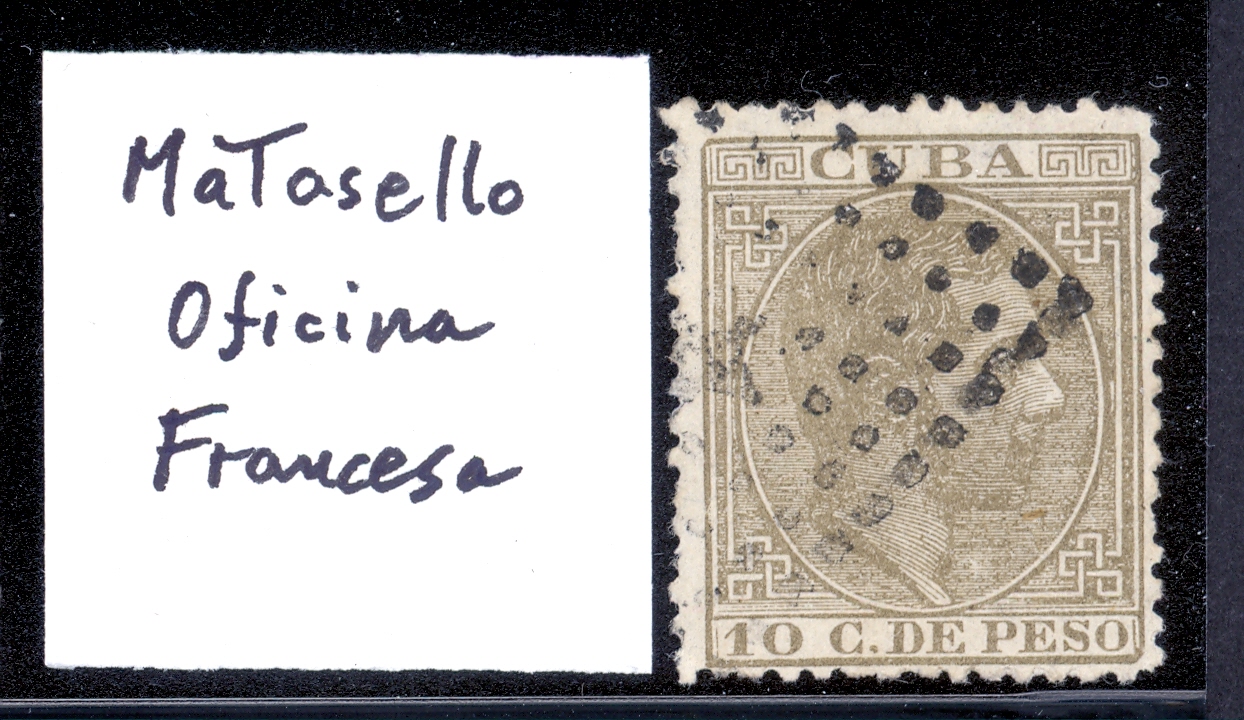 MaTasello
Oficina
Francesa
CUBA
10 C. DE PESO